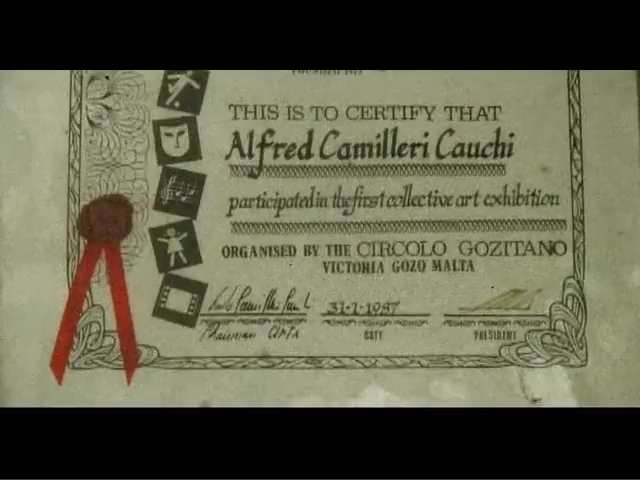 THIS IS TO CERTIFY THAT
Alfred Camilleri Cauchi
participated in the first collective art exhibition
ORGANISED BY THE CIRCOLO GOZITANO
VICTORIA GOZO MALTA
31-1-1987
DATE
PRESIDENT